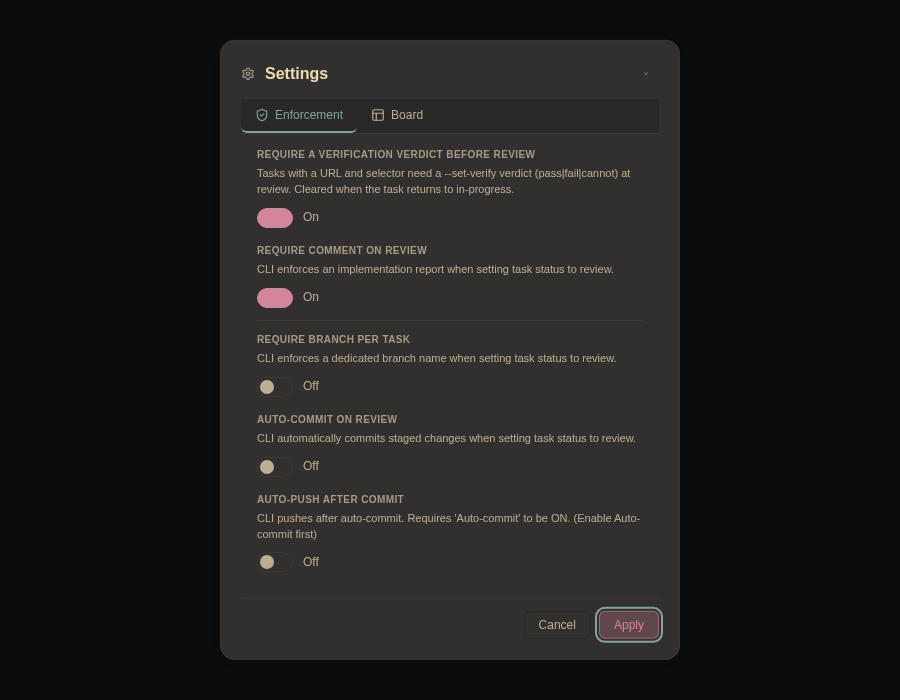 Settings
×
Enforcement
Board
REQUIRE A VERIFICATION VERDICT BEFORE REVIEW
Tasks with a URL and selector need a --set-verify verdict (pass|fail|cannot) at
review. Cleared when the task returns to in-progress.
On
REQUIRE COMMENT ON REVIEW
CLI enforces an implementation report when setting task status to review.
On
REQUIRE BRANCH PER TASK
CLI enforces a dedicated branch name when setting task status to review.
Off
AUTO-COMMIT ON REVIEW
CLI automatically commits staged changes when setting task status to review.
Off
AUTO-PUSH AFTER COMMIT
CLI pushes after auto-commit. Requires 'Auto-commit' to be ON. (Enable Auto-
commit first)
Off
Cancel
Apply